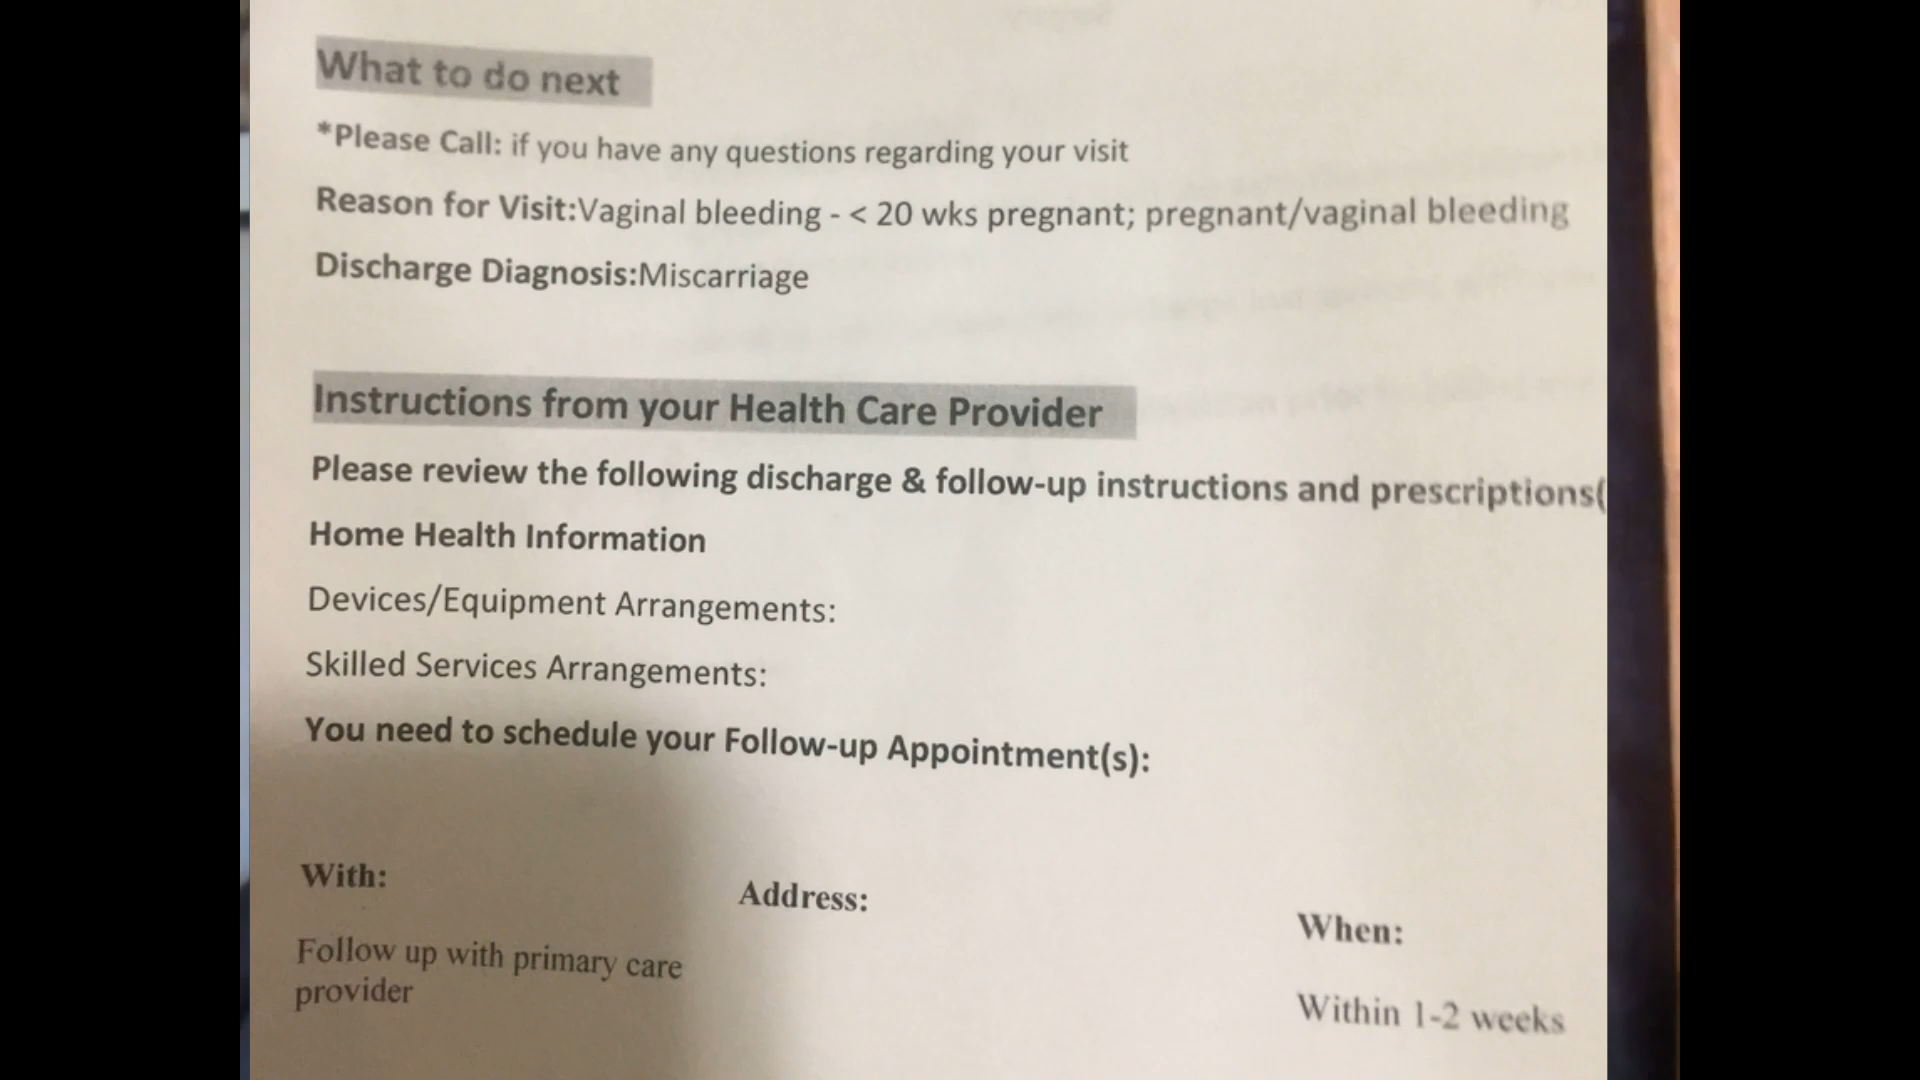 What to do next
*Please Call: if you have any questions regarding your visit
Reason for Visit:Vaginal bleeding - < 20 wks pregnant; pregnant/vaginal bleeding
Discharge Diagnosis:Miscarriage
Instructions from your Health Care Provider
Please review the following discharge & follow-up instructions and prescriptions(
Home Health Information
Devices/Equipment Arrangements:
Skilled Services Arrangements:
You need to schedule your Follow-up Appointment(s):
With:
Address:
When:
Follow up with primary care
provider
Within 1-2 weeks